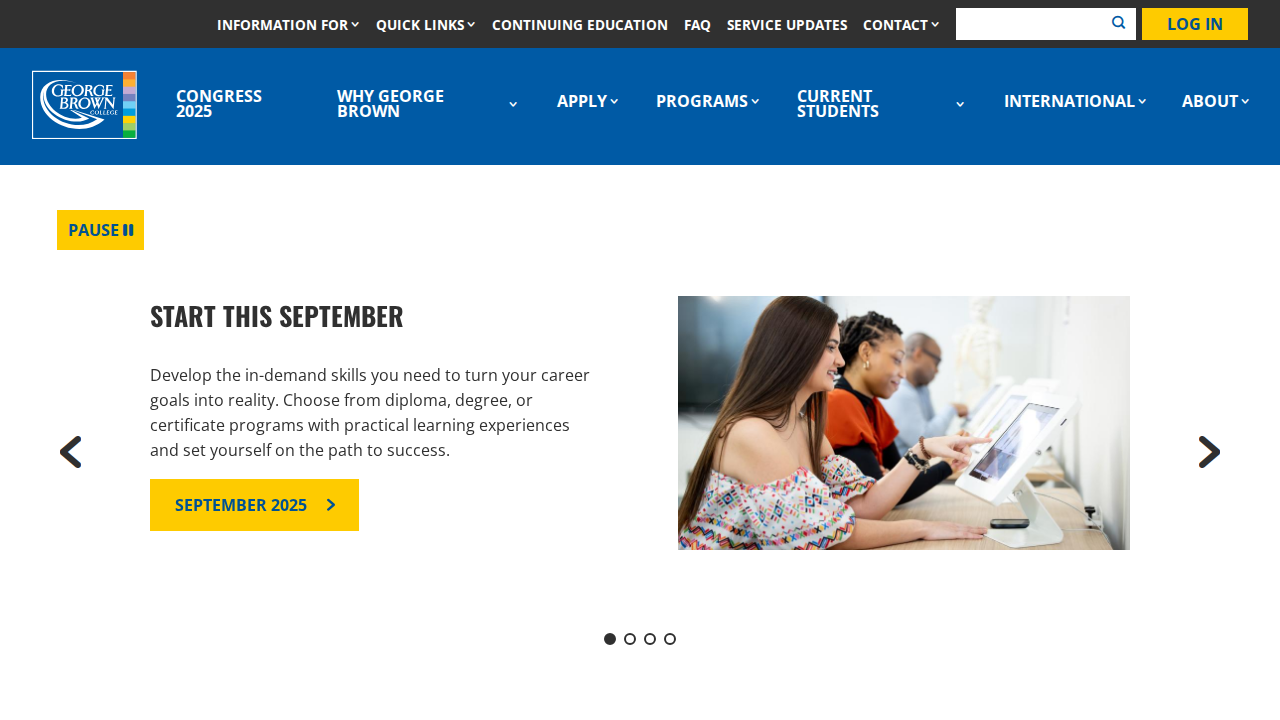 INFORMATION FOR QUICK LINKS CONTINUING EDUCATION FAQ SERVICE UPDATES CONTACT LOG IN
GEORGE
BROWN
COLLEGE
CONGRESS
2025
WHY GEORGE
BROWN
APPLY
PROGRAMS
CURRENT
STUDENTS
INTERNATIONAL
ABOUT
PAUSE
START THIS SEPTEMBER
Develop the in-demand skills you need to turn your career
goals into reality. Choose from diploma, degree, or
certificate programs with practical learning experiences
and set yourself on the path to success.
SEPTEMBER 2025